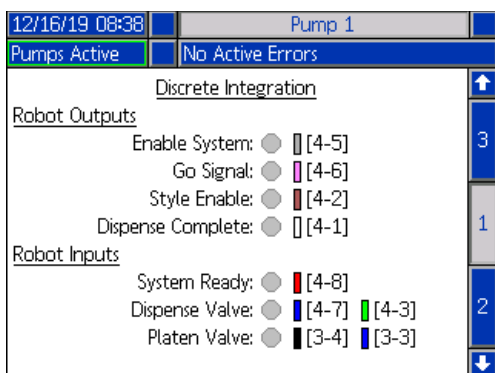 12/16/19 08:38 Pump 1
Pumps Active No Active Errors
Discrete Integration
Robot Outputs
Enable System: [4-5]
Go Signal: [4-6]
Style Enable: [4-2]
Dispense Complete: [4-1]
Robot Inputs
System Ready: [4-8]
Dispense Valve: [4-7] [4-3]
Platen Valve: [3-4] [3-3]
3
1
2